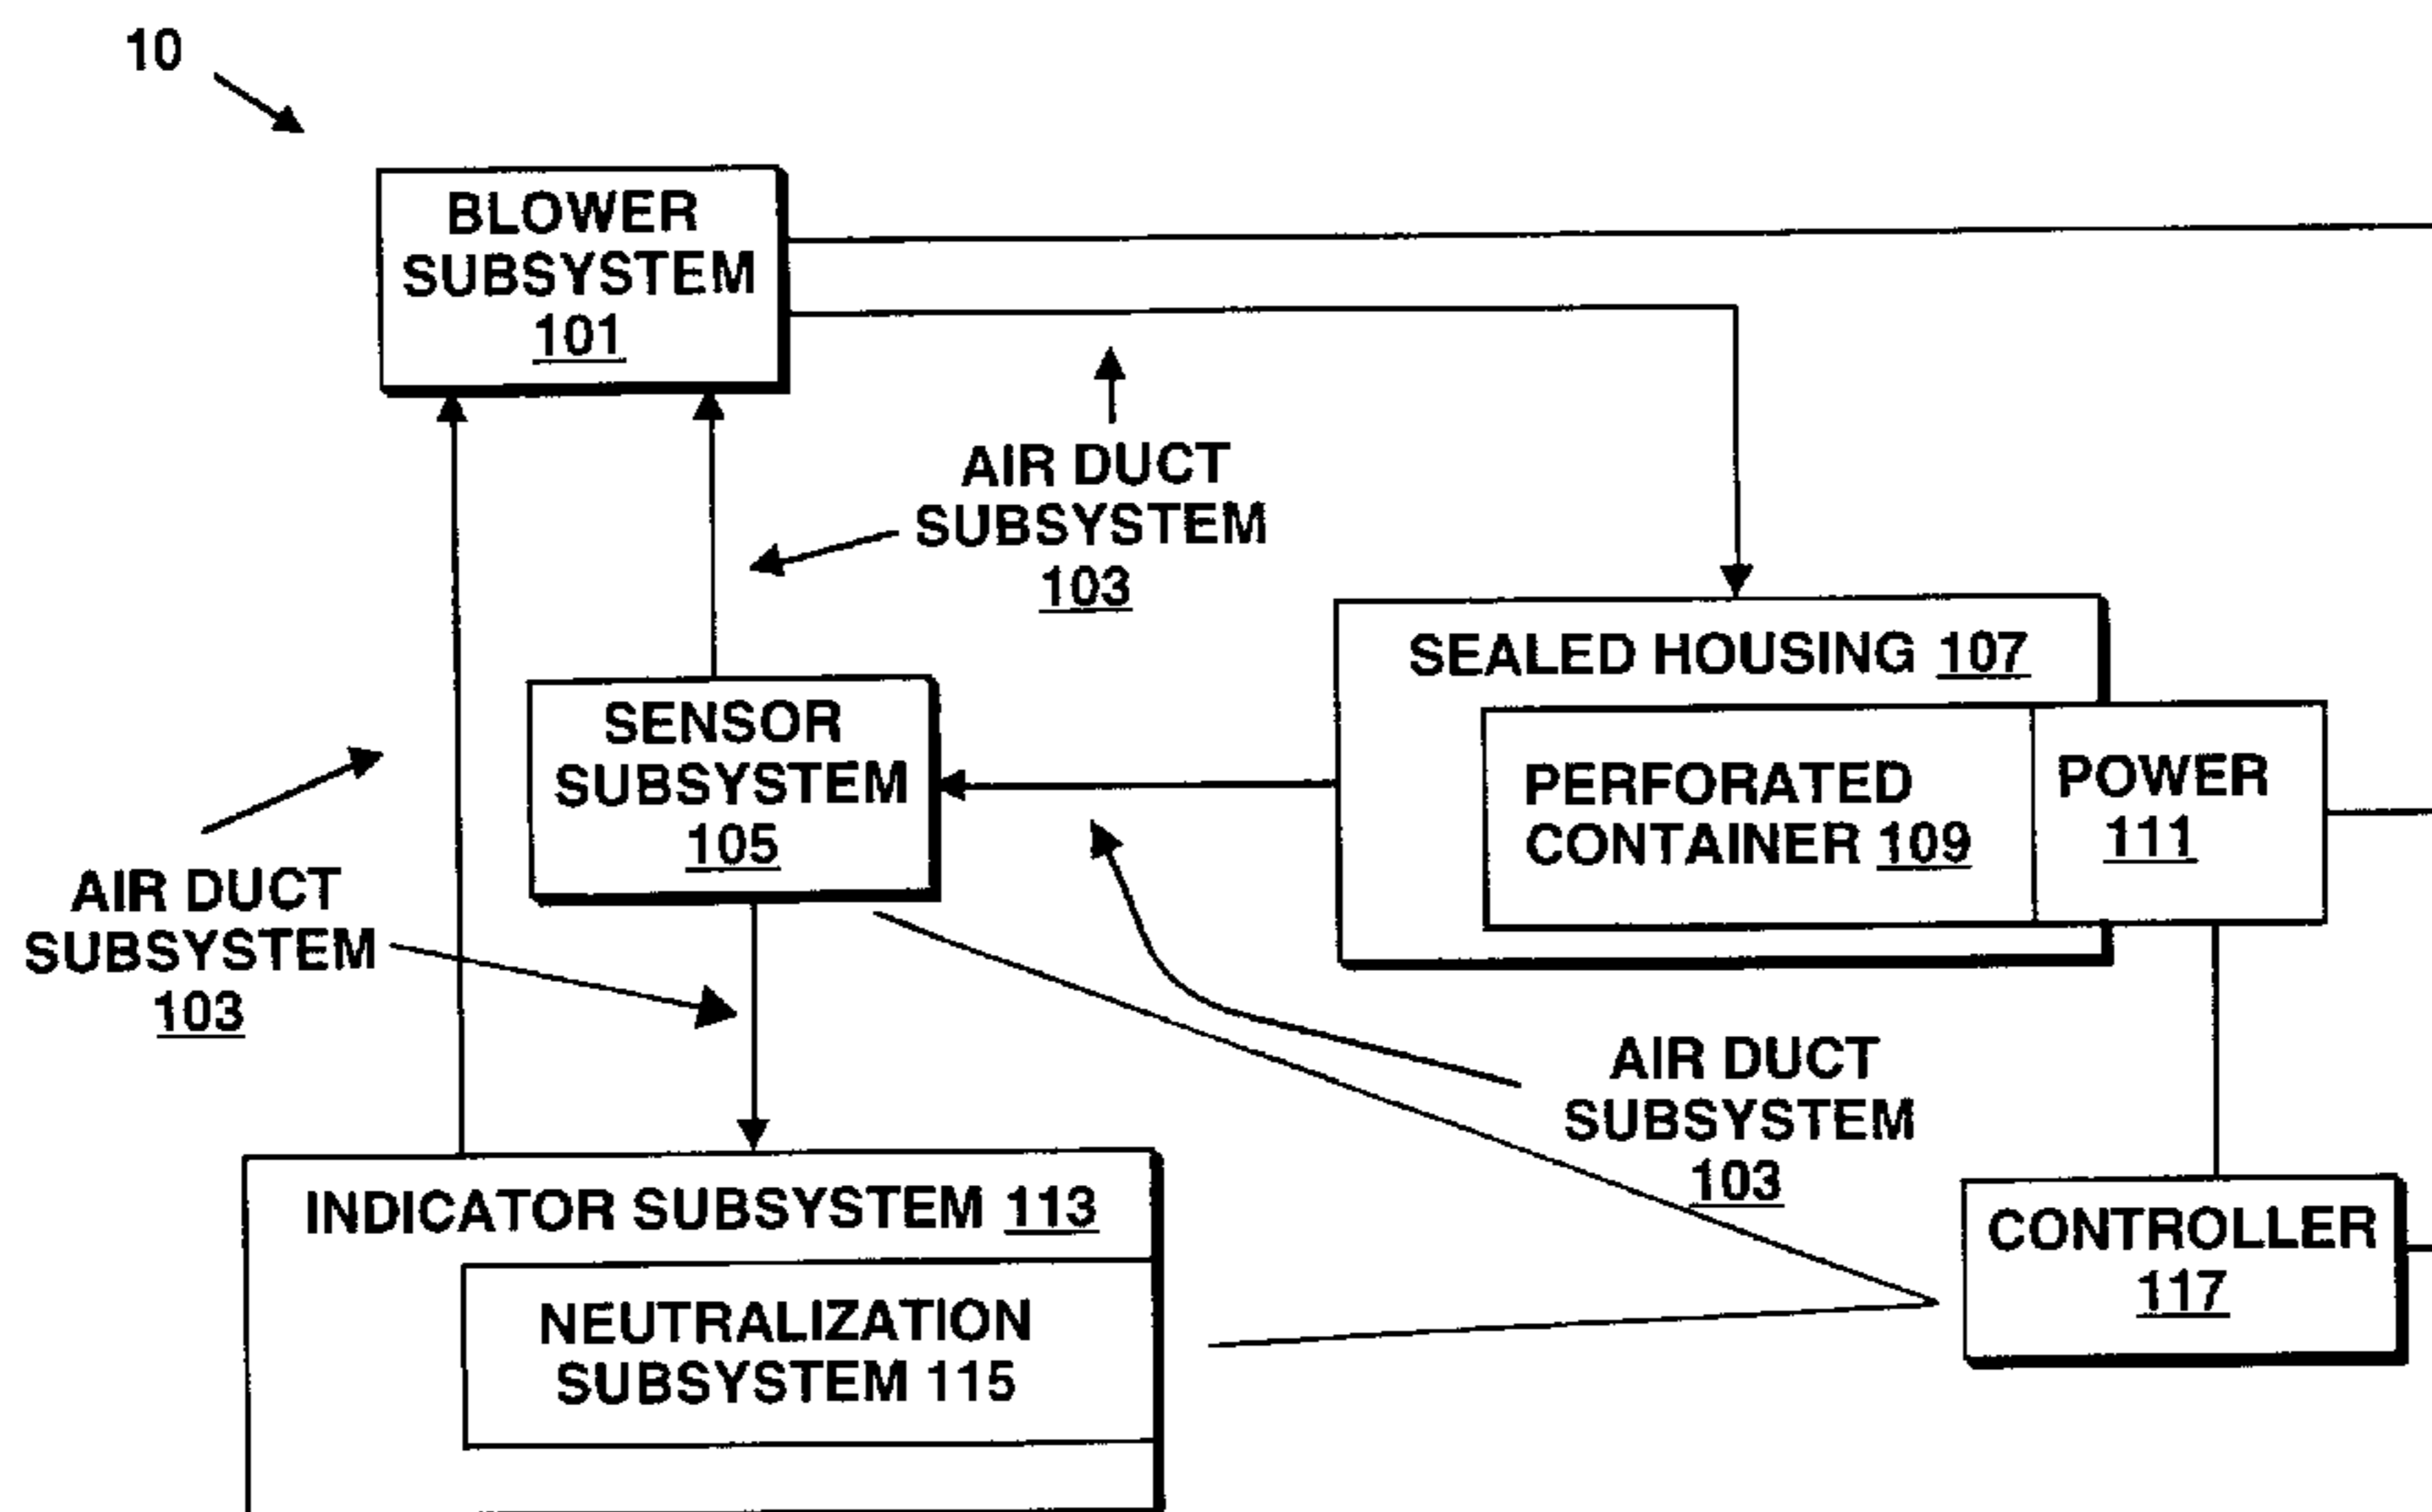 10
BLOWER
SUBSYSTEM
101
AIR DUCT
SUBSYSTEM
103
SEALED HOUSING 107
SENSOR
SUBSYSTEM
105
PERFORATED
CONTAINER 109
POWER
111
AIR DUCT
SUBSYSTEM
103
AIR DUCT
SUBSYSTEM
103
INDICATOR SUBSYSTEM 113
CONTROLLER
117
NEUTRALIZATION
SUBSYSTEM 115